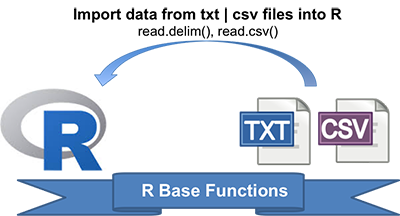 Import data from txt | csv files into R
read.delim(), read.csv()
R
TXT
CSV
R Base Functions